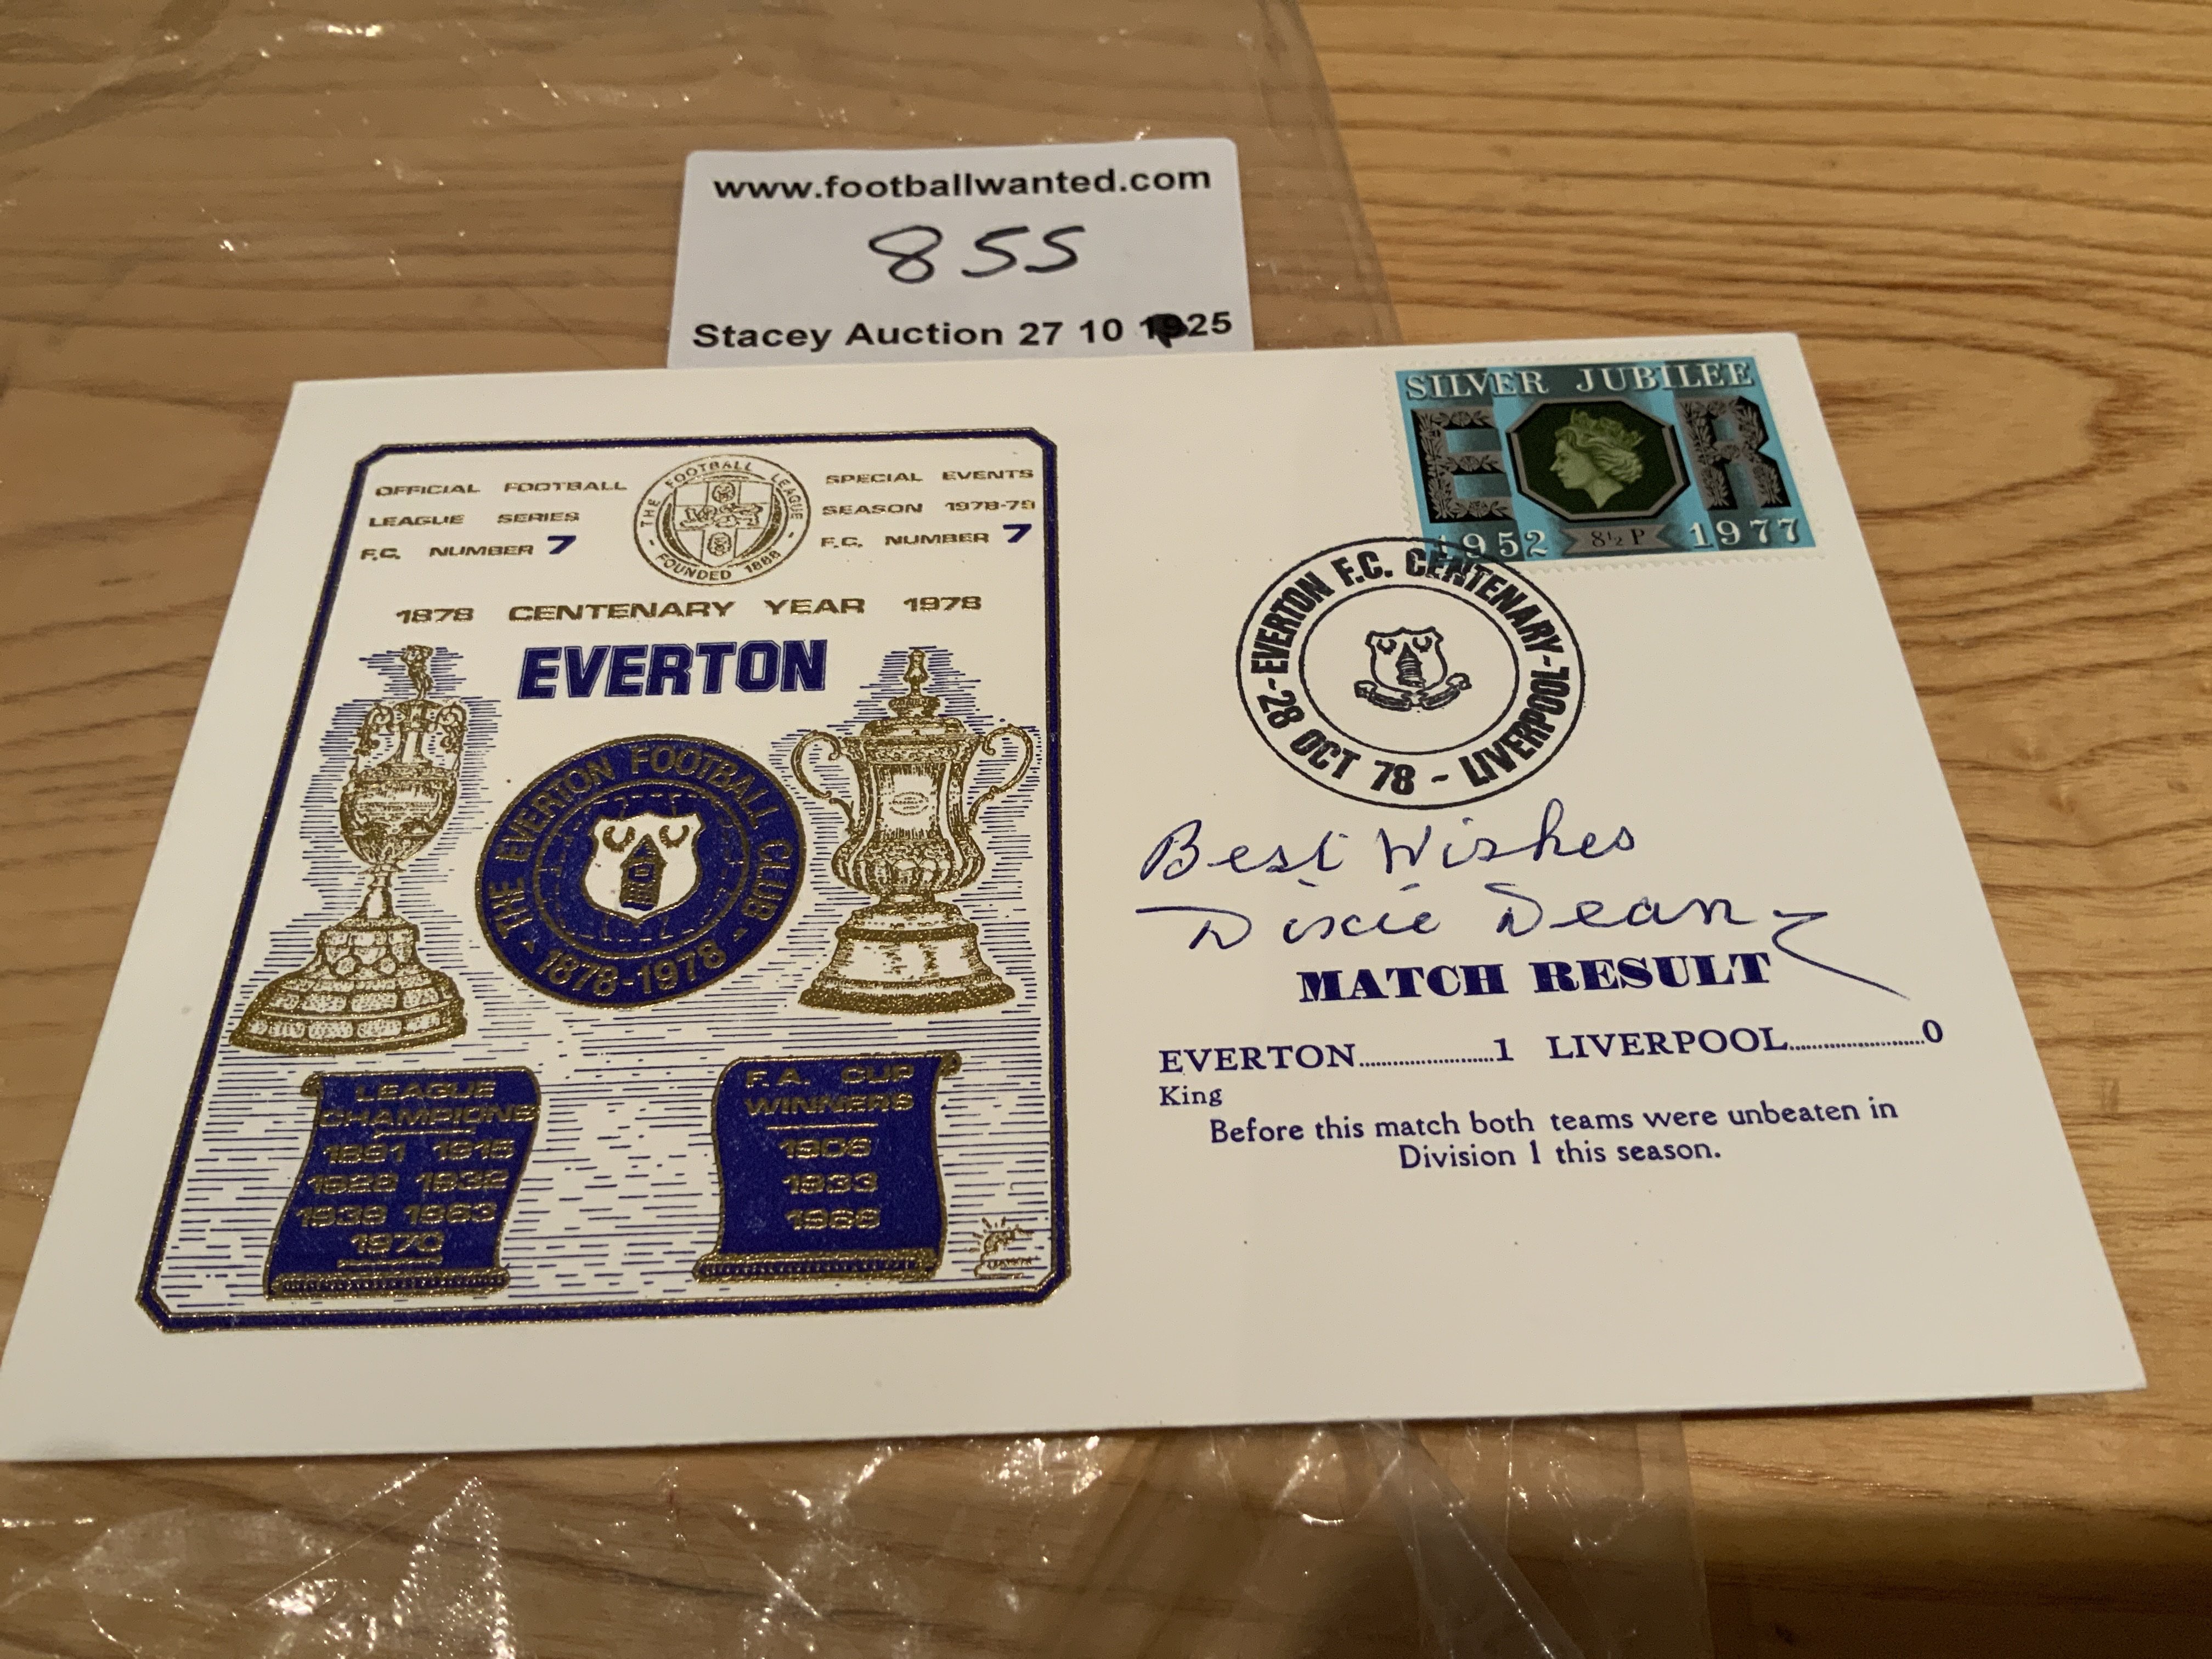 www.footballwanted.com
855
Stacey Auction 27 10 1925
OFFICIAL FOOTBALL
LEAGUE SERIES
F.C. NUMBER 7
THE FOOTBALL LEAGUE
FOUNDED 1888
SPECIAL EVENTS
SEASON 1978-79
F.C. NUMBER 7
1878 CENTENARY YEAR 1978
EVERTON
THE EVERTON FOOTBALL CLUB
1878-1978
LEAGUE
CHAMPIONS
1891 1915
1928 1932
1939 1963
1970
F.A. CUP
WINNERS
1906
1933
1966
SILVER JUBILEE
E R
1952 8½ P 1977
EVERTON F.C. CENTENARY
28 OCT 78 - LIVERPOOL
Best Wishes
Dixie Dean
MATCH RESULT
EVERTON......................1 LIVERPOOL......................0
King
Before this match both teams were unbeaten in
Division 1 this season.